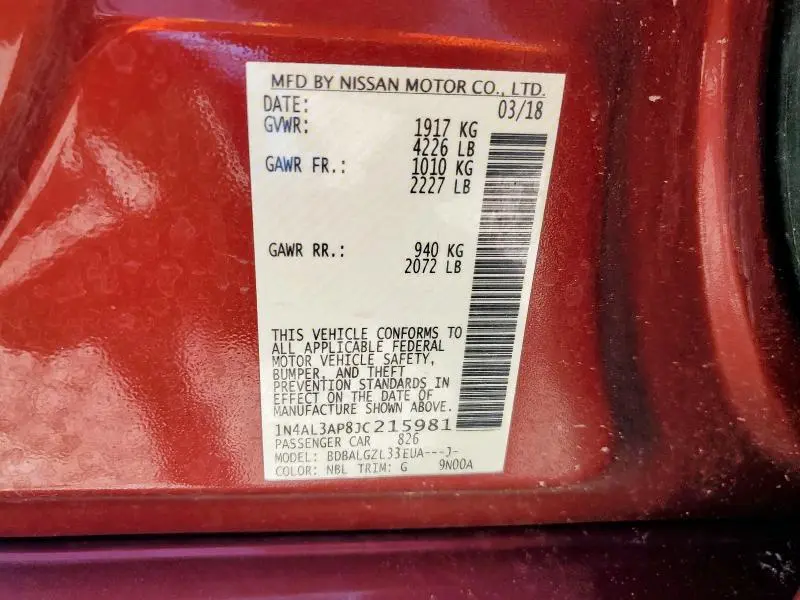 MFD BY NISSAN MOTOR CO., LTD.
DATE: 03/18
GVWR: 1917 KG
4226 LB
GAWR FR.: 1010 KG
2227 LB
GAWR RR.: 940 KG
2072 LB
THIS VEHICLE CONFORMS TO
ALL APPLICABLE FEDERAL
MOTOR VEHICLE SAFETY,
BUMPER, AND THEFT
PREVENTION STANDARDS IN
EFFECT ON THE DATE OF
MANUFACTURE SHOWN ABOVE.
1N4AL3AP8JC215981
PASSENGER CAR 826
MODEL: BDBALGZL33EUA---J-
COLOR: NBL TRIM: G 9N00A